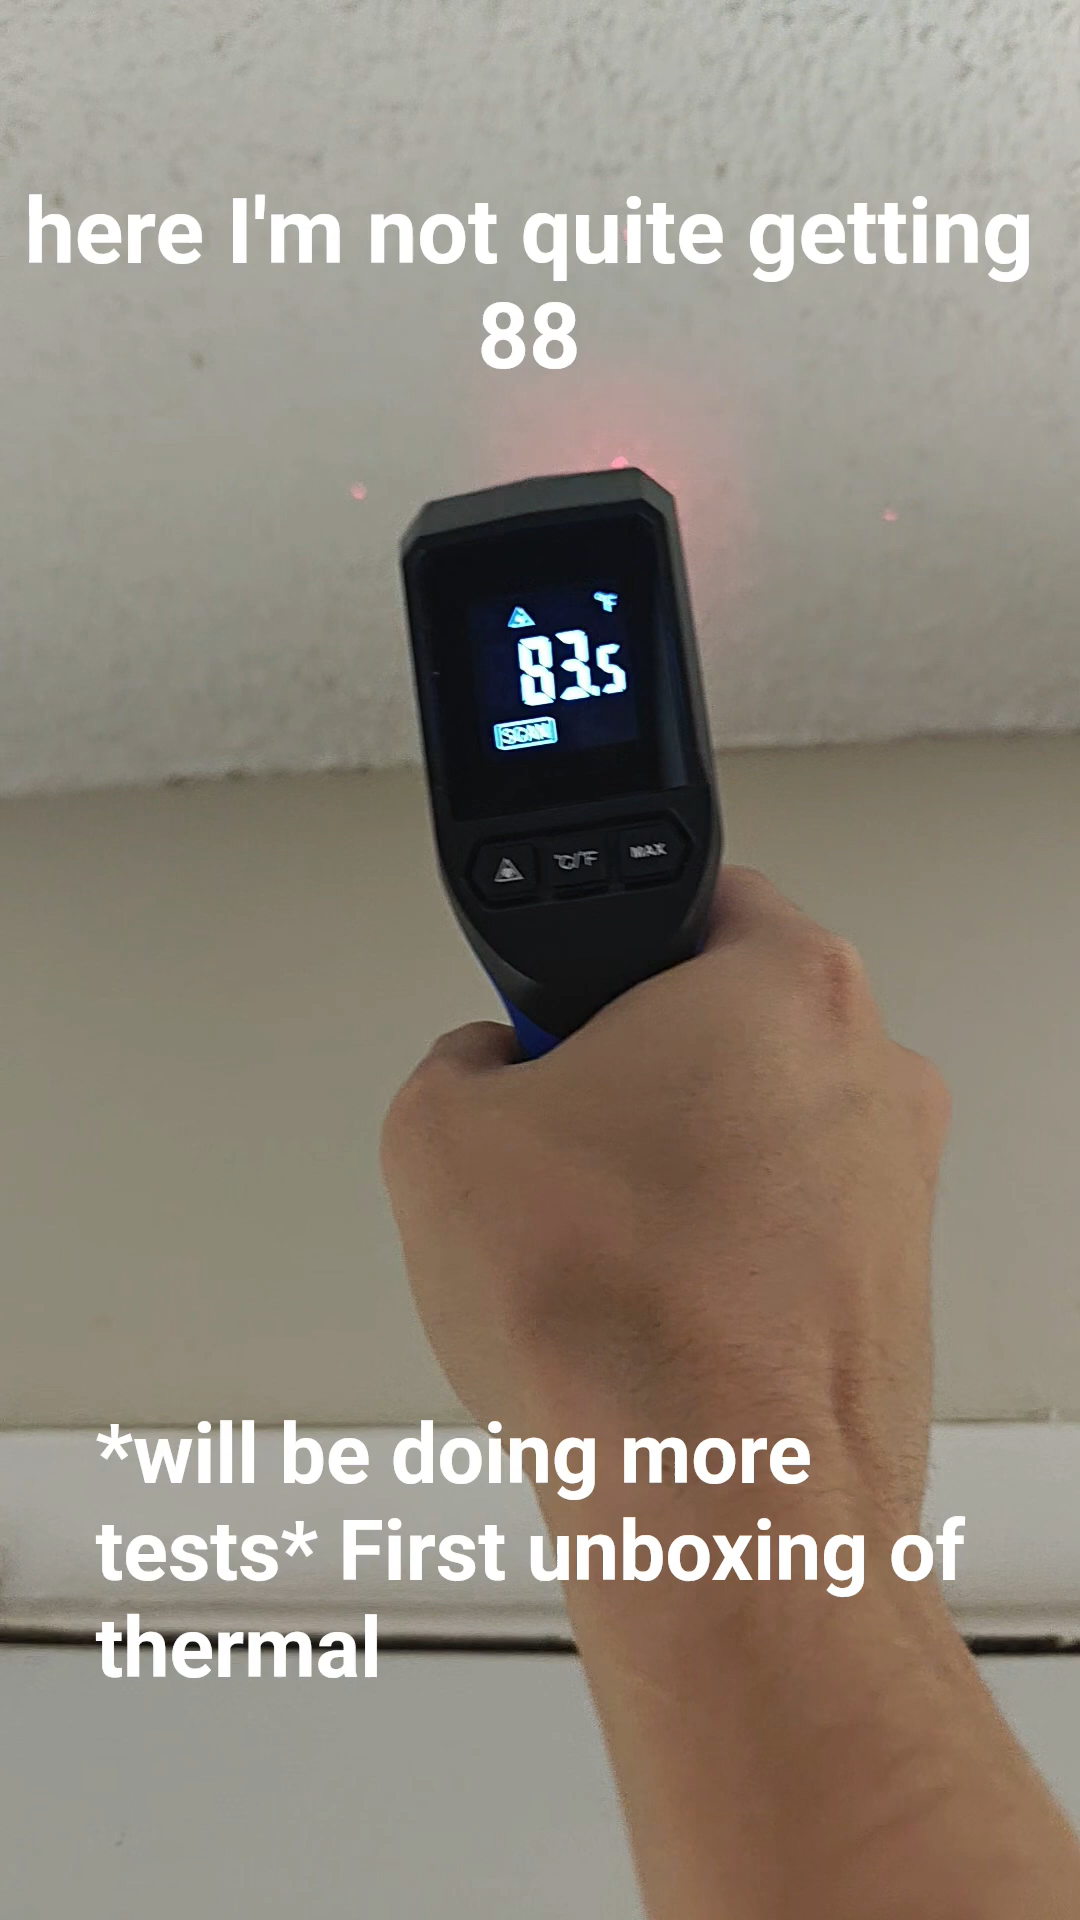 here I'm not quite getting
88
°F
83.5
SCAN
°C/°F
MAX
*will be doing more
tests* First unboxing of
thermal